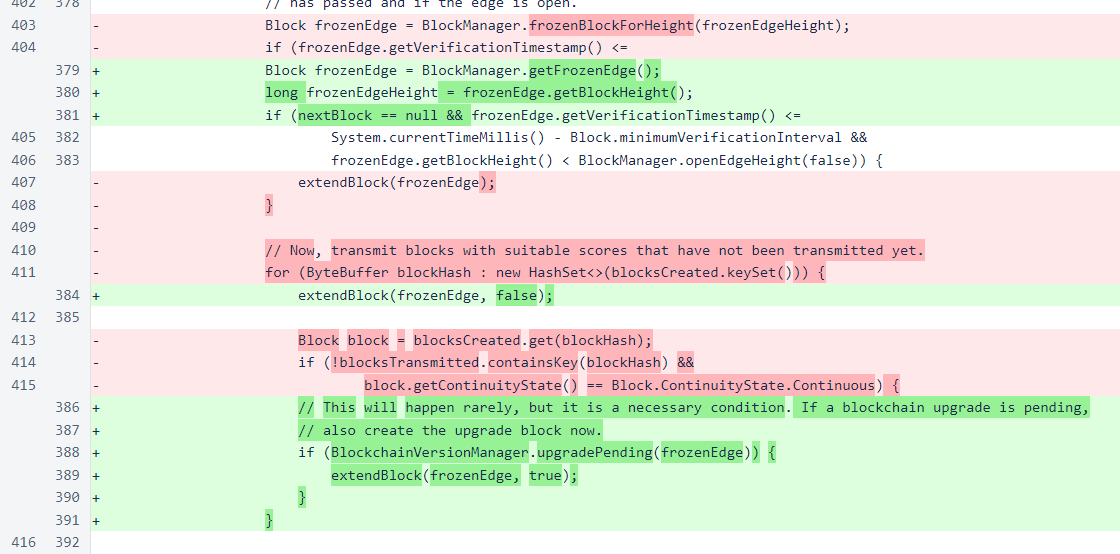 402 378 // has passed and if the edge is open.
403 - Block frozenEdge = BlockManager.frozenBlockForHeight(frozenEdgeHeight);
404 - if (frozenEdge.getVerificationTimestamp() <=
379 + Block frozenEdge = BlockManager.getFrozenEdge();
380 + long frozenEdgeHeight = frozenEdge.getBlockHeight();
381 + if (nextBlock == null && frozenEdge.getVerificationTimestamp() <=
405 382 System.currentTimeMillis() - Block.minimumVerificationInterval &&
406 383 frozenEdge.getBlockHeight() < BlockManager.openEdgeHeight(false)) {
407 - extendBlock(frozenEdge);
408 - }
409 -
410 - // Now, transmit blocks with suitable scores that have not been transmitted yet.
411 - for (ByteBuffer blockHash : new HashSet<>(blocksCreated.keySet())) {
384 + extendBlock(frozenEdge, false);
412 385
413 - Block block = blocksCreated.get(blockHash);
414 - if (!blocksTransmitted.containsKey(blockHash) &&
415 - block.getContinuityState() == Block.ContinuityState.Continuous) {
386 + // This will happen rarely, but it is a necessary condition. If a blockchain upgrade is pending,
387 + // also create the upgrade block now.
388 + if (BlockchainVersionManager.upgradePending(frozenEdge)) {
389 + extendBlock(frozenEdge, true);
390 + }
391 + }
416 392